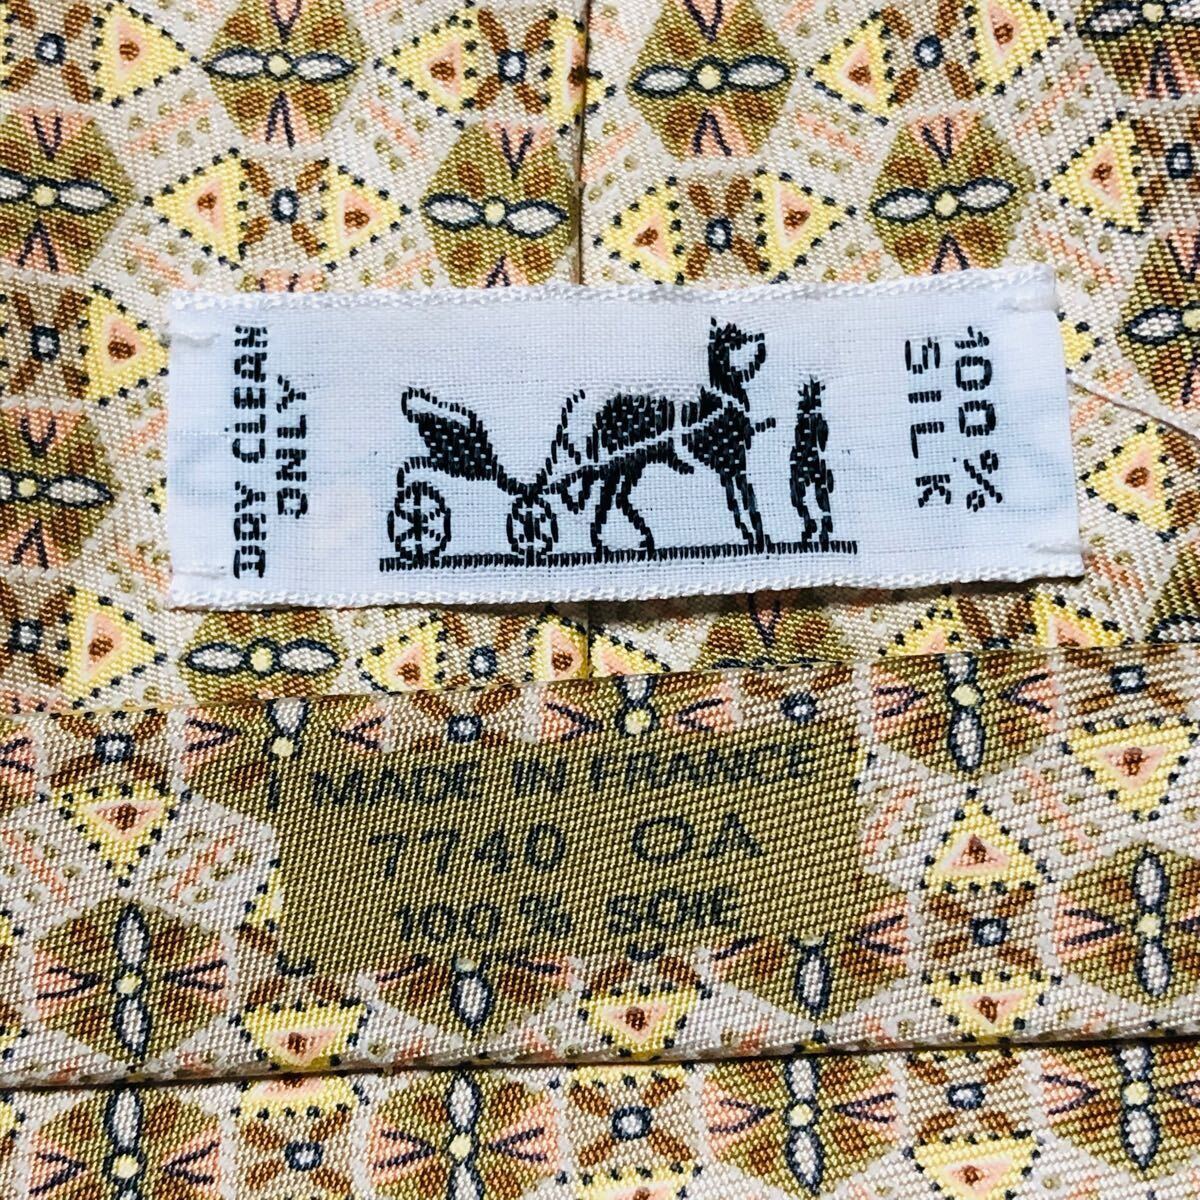 DRY CLEAN
ONLY
100%
SILK
MADE IN FRANCE
7740 OA
100% SOIE